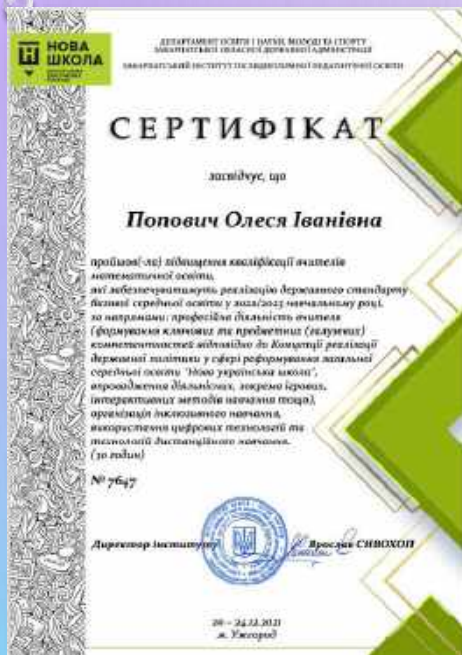 НОВА
ШКОЛА
ДЕПАРТАМЕНТ ОСВІТИ І НАУКИ, МОЛОДІ ТА СПОРТУ
ЗАКАРПАТСЬКОЇ ОБЛАСНОЇ ДЕРЖАВНОЇ АДМІНІСТРАЦІЇ
ЗАКАРПАТСЬКИЙ ІНСТИТУТ ПІСЛЯДИПЛОМНОЇ ПЕДАГОГІЧНОЇ ОСВІТИ
СЕРТИФІКАТ
засвідчує, що
Попович Олеся Іванівна
пройшов(-ла) підвищення кваліфікації вчителів
математичної освіти,
які забезпечуватимуть реалізацію державного стандарту
базової середньої освіти у 2022/2023 навчальному році,
за напрямами: професійна діяльність вчителя
(формування ключових та предметних (галузевих)
компетентностей відповідно до Концепції реалізації
державної політики у сфері реформування загальної
середньої освіти "Нова українська школа",
впровадження діяльнісних, зокрема ігрових,
інтерактивних методів навчання тощо),
організація інклюзивного навчання,
використання цифрових технологій та
технологій дистанційного навчання.
(30 годин)
№ 7647
Директор Інституту Ярослав СИВОХОП
20 – 24.12.2021
м. Ужгород